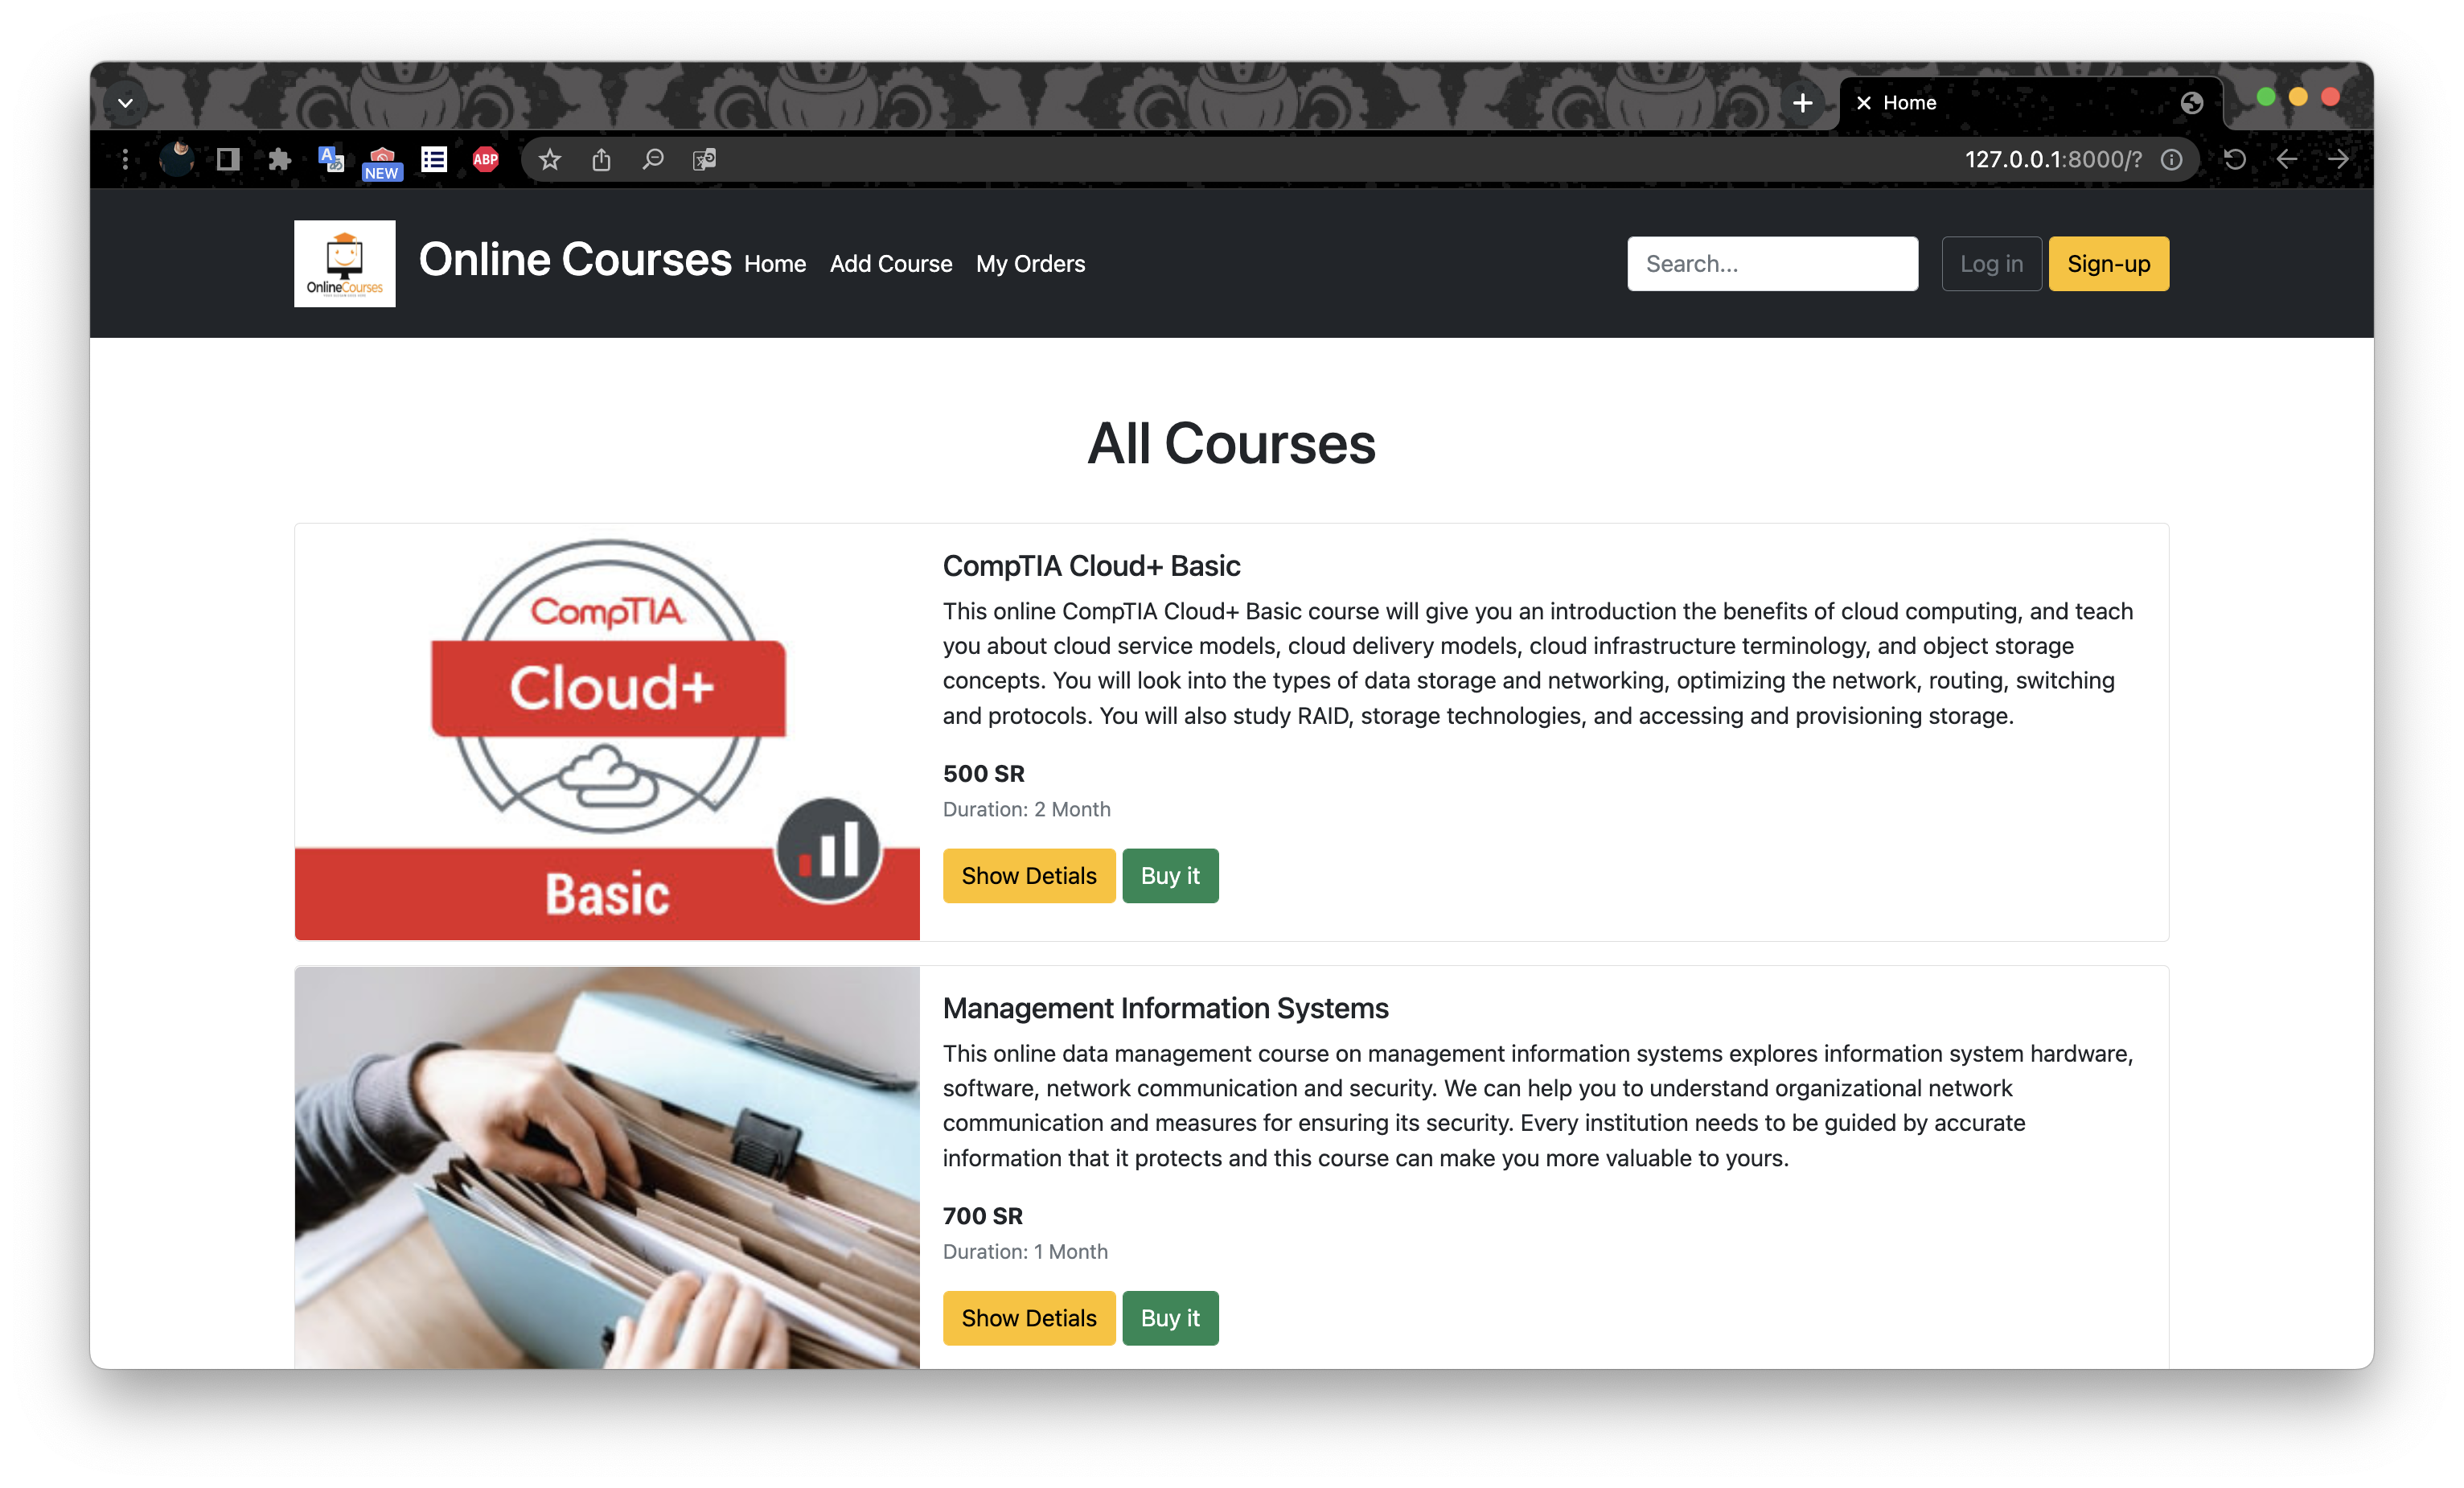 Home
NEW
ABP
127.0.0.1:8000/?
OnlineCourses
Online Courses
Home
Add Course
My Orders
Search...
Log in
Sign-up
All Courses
CompTIA
Cloud+
Basic
CompTIA Cloud+ Basic
This online CompTIA Cloud+ Basic course will give you an introduction the benefits of cloud computing, and teach
you about cloud service models, cloud delivery models, cloud infrastructure terminology, and object storage
concepts. You will look into the types of data storage and networking, optimizing the network, routing, switching
and protocols. You will also study RAID, storage technologies, and accessing and provisioning storage.
500 SR
Duration: 2 Month
Show Detials
Buy it
Management Information Systems
This online data management course on management information systems explores information system hardware,
software, network communication and security. We can help you to understand organizational network
communication and measures for ensuring its security. Every institution needs to be guided by accurate
information that it protects and this course can make you more valuable to yours.
700 SR
Duration: 1 Month
Show Detials
Buy it